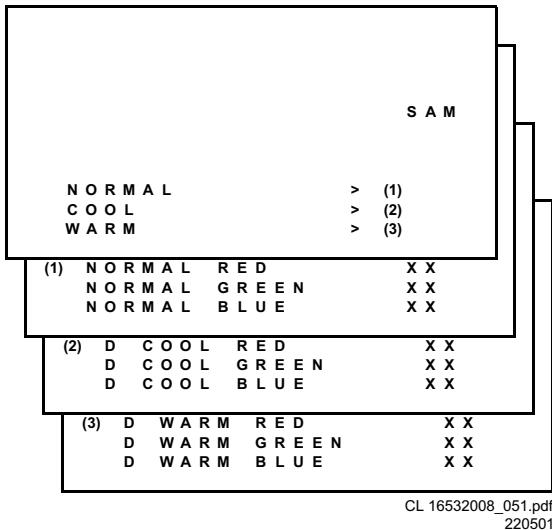 SAM
NORMAL > (1)
COOL > (2)
WARM > (3)
(1) NORMAL RED XX
NORMAL GREEN XX
NORMAL BLUE XX
(2) D COOL RED XX
D COOL GREEN XX
D COOL BLUE XX
(3) D WARM RED XX
D WARM GREEN XX
D WARM BLUE XX
CL 16532008_051.pdf
220501